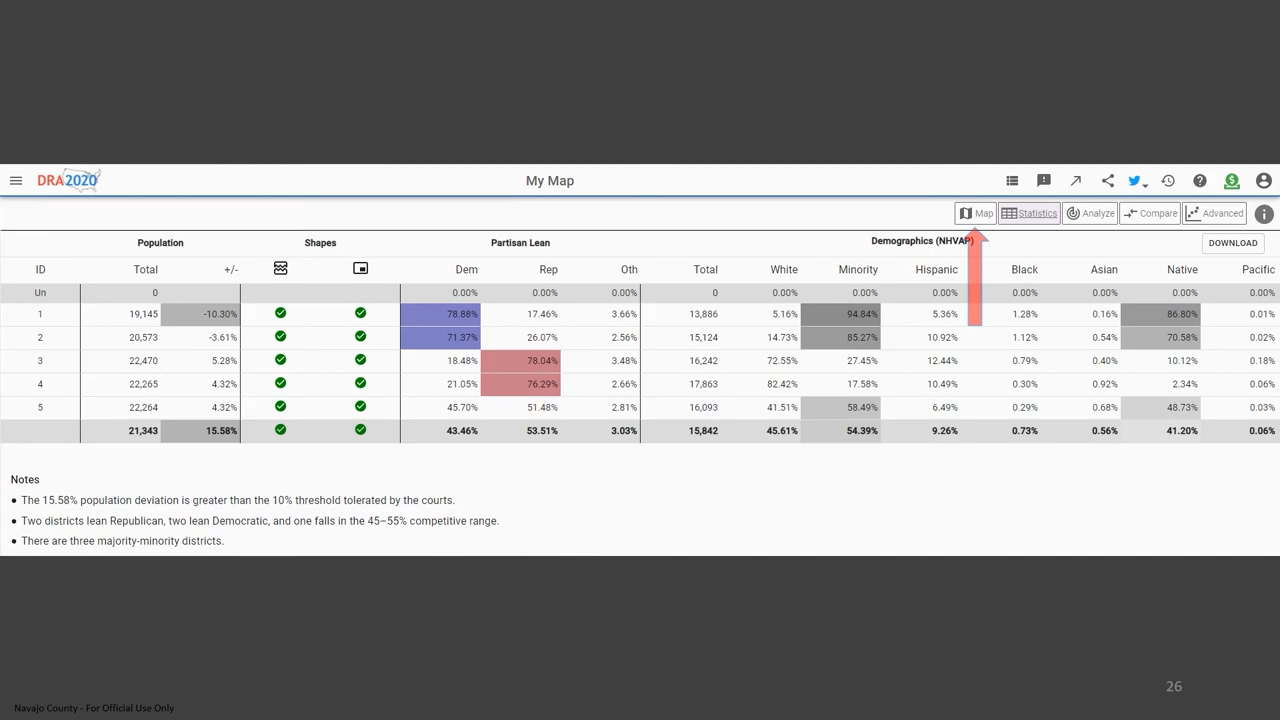 DRA2020 My Map
Map Statistics Analyze Compare Advanced
Population Shapes Partisan Lean Demographics (NHVAP) DOWNLOAD
ID Total +/- Dem Rep Oth Total White Minority Hispanic Black Asian Native Pacific
Un 0 0.00% 0.00% 0.00% 0 0.00% 0.00% 0.00% 0.00% 0.00% 0.00% 0.00%
1 19,145 -10.30% 78.88% 17.46% 3.66% 13,886 5.16% 94.84% 5.36% 1.28% 0.16% 86.80% 0.01%
2 20,573 -3.61% 71.37% 26.07% 2.56% 15,124 14.73% 85.27% 10.92% 1.12% 0.54% 70.58% 0.02%
3 22,470 5.28% 18.48% 78.04% 3.48% 16,242 72.55% 27.45% 12.44% 0.79% 0.40% 10.12% 0.18%
4 22,265 4.32% 21.05% 76.29% 2.66% 17,863 82.42% 17.58% 10.49% 0.30% 0.92% 2.34% 0.06%
5 22,264 4.32% 45.70% 51.48% 2.81% 16,093 41.51% 58.49% 6.49% 0.29% 0.68% 48.73% 0.03%
21,343 15.58% 43.46% 53.51% 3.03% 15,842 45.61% 54.39% 9.26% 0.73% 0.56% 41.20% 0.06%
Notes
● The 15.58% population deviation is greater than the 10% threshold tolerated by the courts.
● Two districts lean Republican, two lean Democratic, and one falls in the 45–55% competitive range.
● There are three majority-minority districts.
26
Navajo County - For Official Use Only